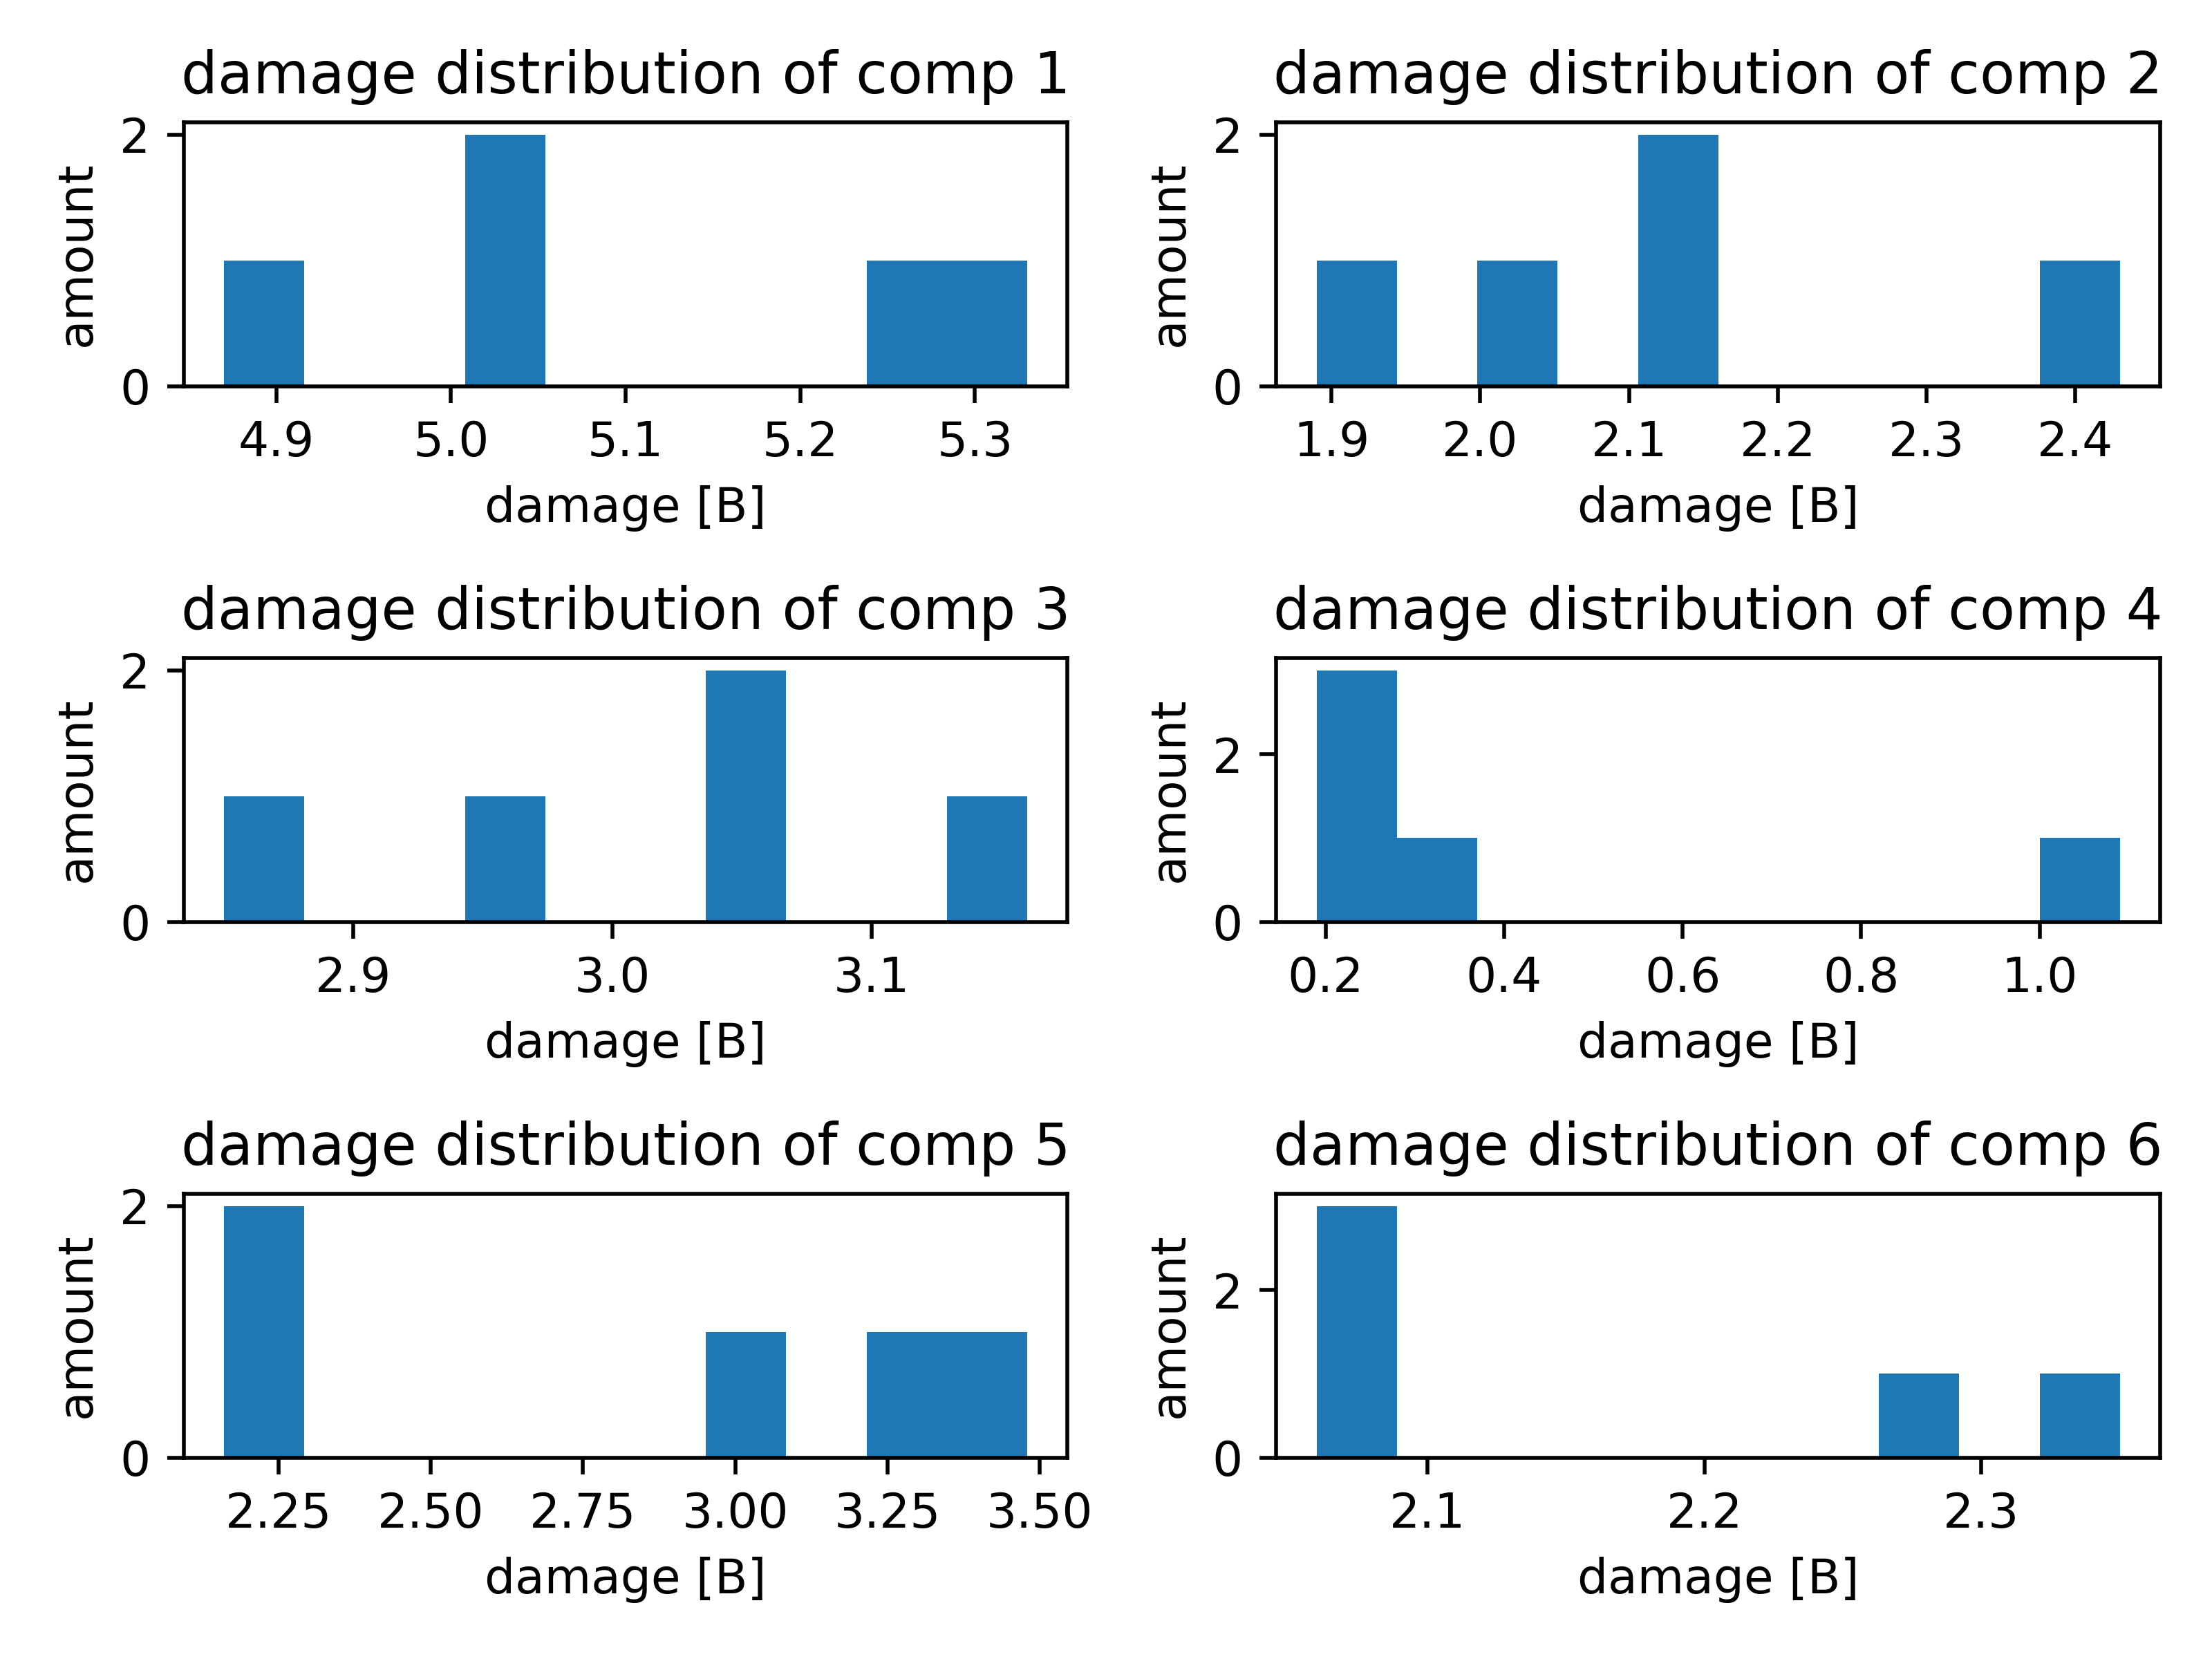 damage distribution of comp 1
amount
2
0
4.9 5.0 5.1 5.2 5.3
damage [B]
damage distribution of comp 2
amount
2
0
1.9 2.0 2.1 2.2 2.3 2.4
damage [B]
damage distribution of comp 3
amount
2
0
2.9 3.0 3.1
damage [B]
damage distribution of comp 4
amount
2
0
0.2 0.4 0.6 0.8 1.0
damage [B]
damage distribution of comp 5
amount
2
0
2.25 2.50 2.75 3.00 3.25 3.50
damage [B]
damage distribution of comp 6
amount
2
0
2.1 2.2 2.3
damage [B]